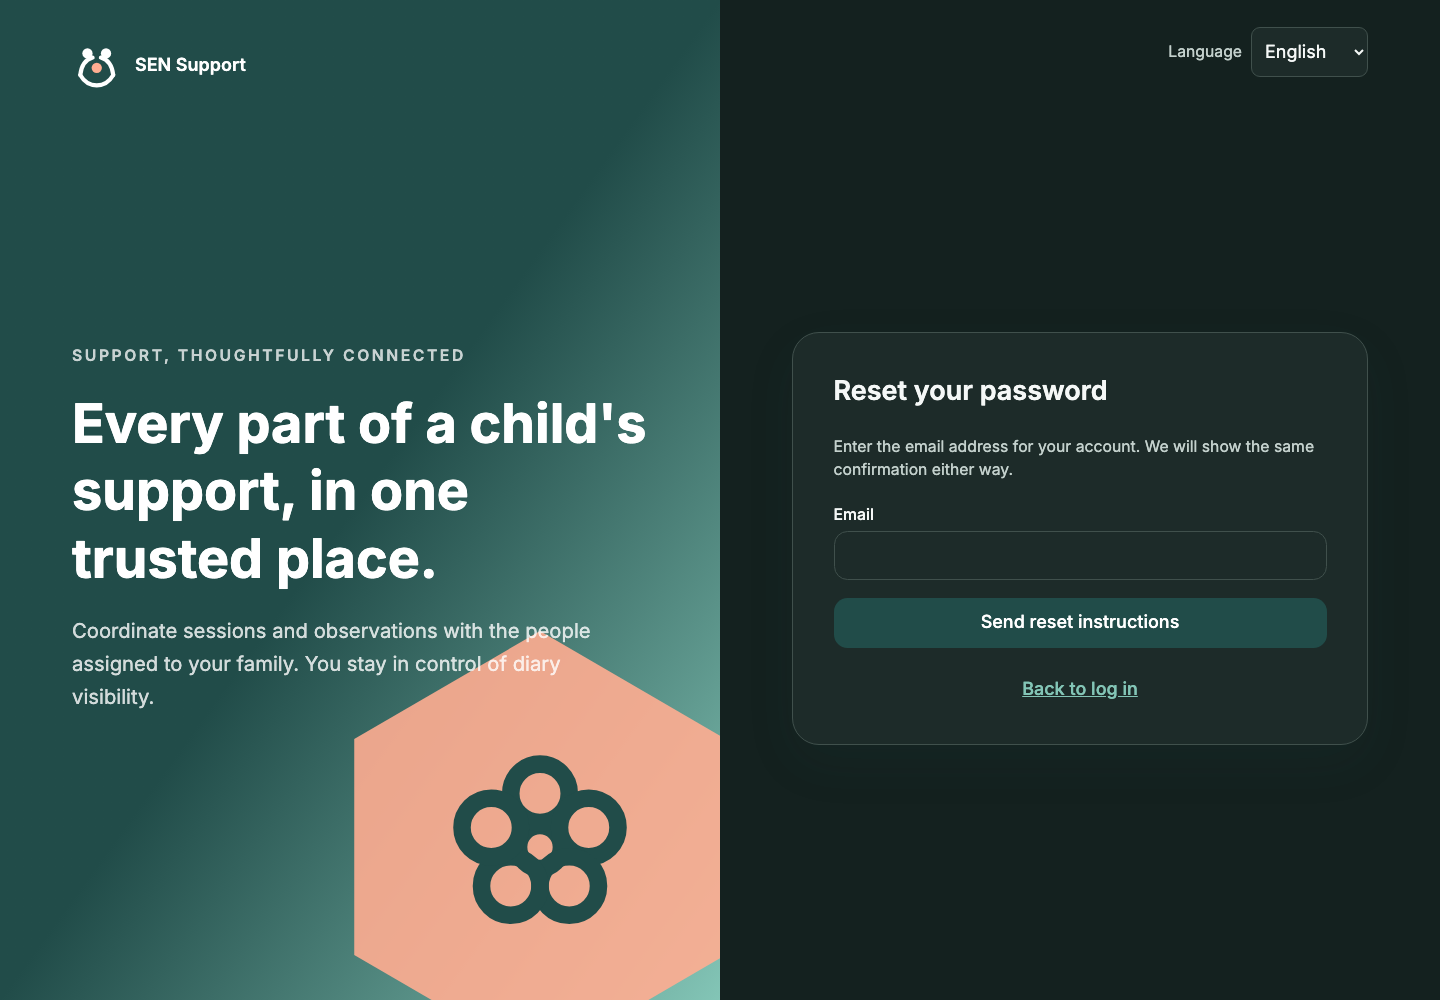 SEN Support
Language
English
SUPPORT, THOUGHTFULLY CONNECTED
Every part of a child's
support, in one
trusted place.
Coordinate sessions and observations with the people
assigned to your family. You stay in control of diary
visibility.
Reset your password
Enter the email address for your account. We will show the same
confirmation either way.
Email
Send reset instructions
Back to log in